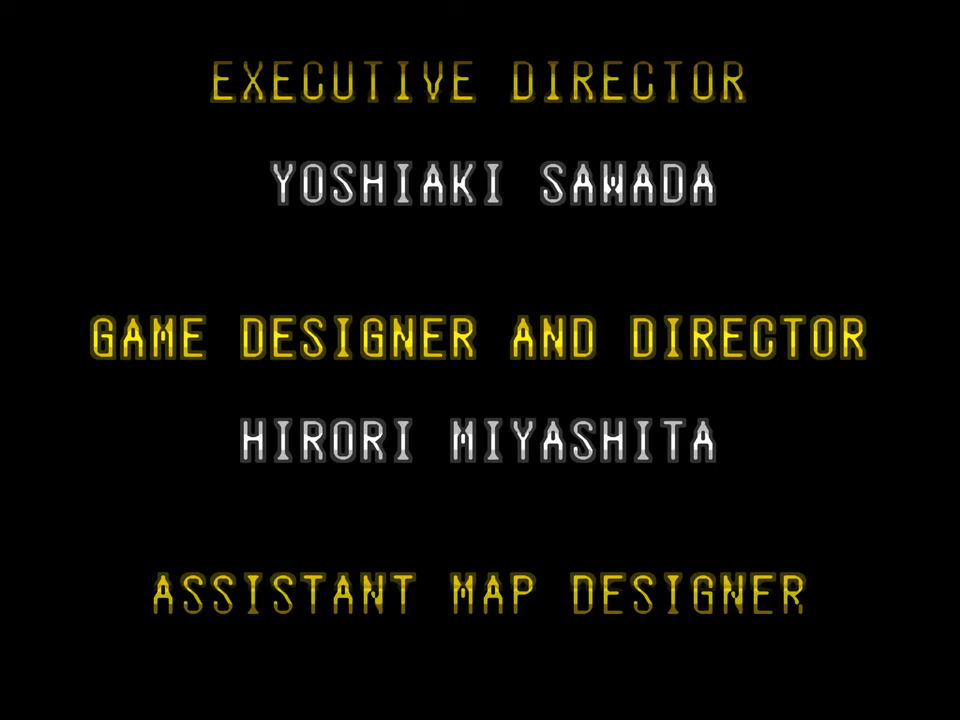 EXECUTIVE DIRECTOR
YOSHIAKI SAWADA
GAME DESIGNER AND DIRECTOR
HIRORI MIYASHITA
ASSISTANT MAP DESIGNER